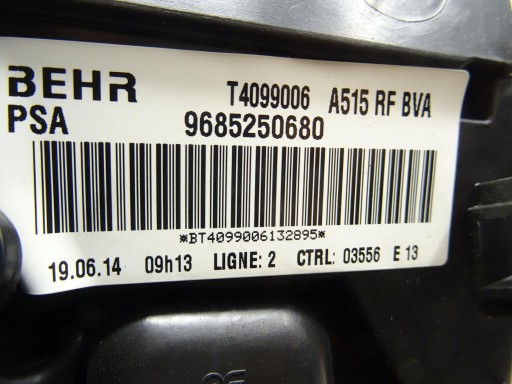 BEHR T4099006 A515 RF BVA
PSA 9685250680
*BT4099006132895*
19.06.14 09h13 LIGNE: 2 CTRL: 03556 E 13